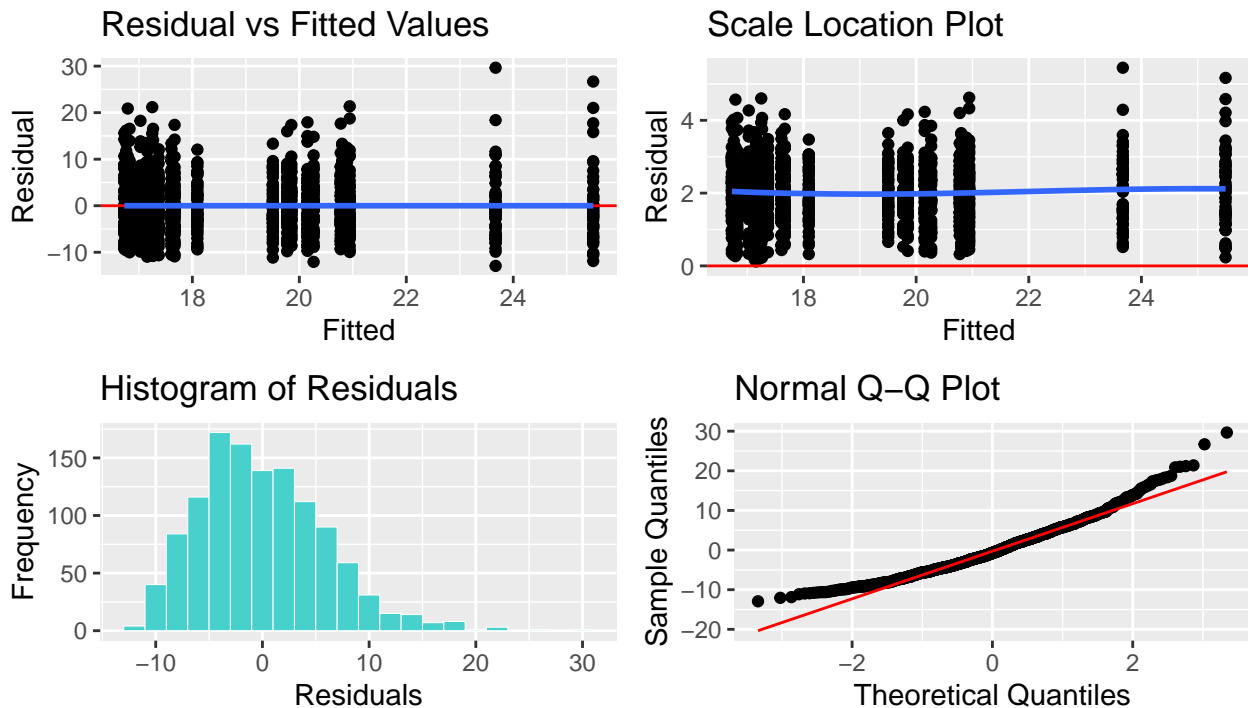 Residual vs Fitted Values
Residual
30
20
10
0
−10
18
20
22
24
Fitted
Scale Location Plot
Residual
4
2
0
18
20
22
24
Fitted
Histogram of Residuals
Frequency
150
100
50
0
−10
0
10
20
30
Residuals
Normal Q−Q Plot
Sample Quantiles
30
20
10
0
−10
−20
−2
0
2
Theoretical Quantiles